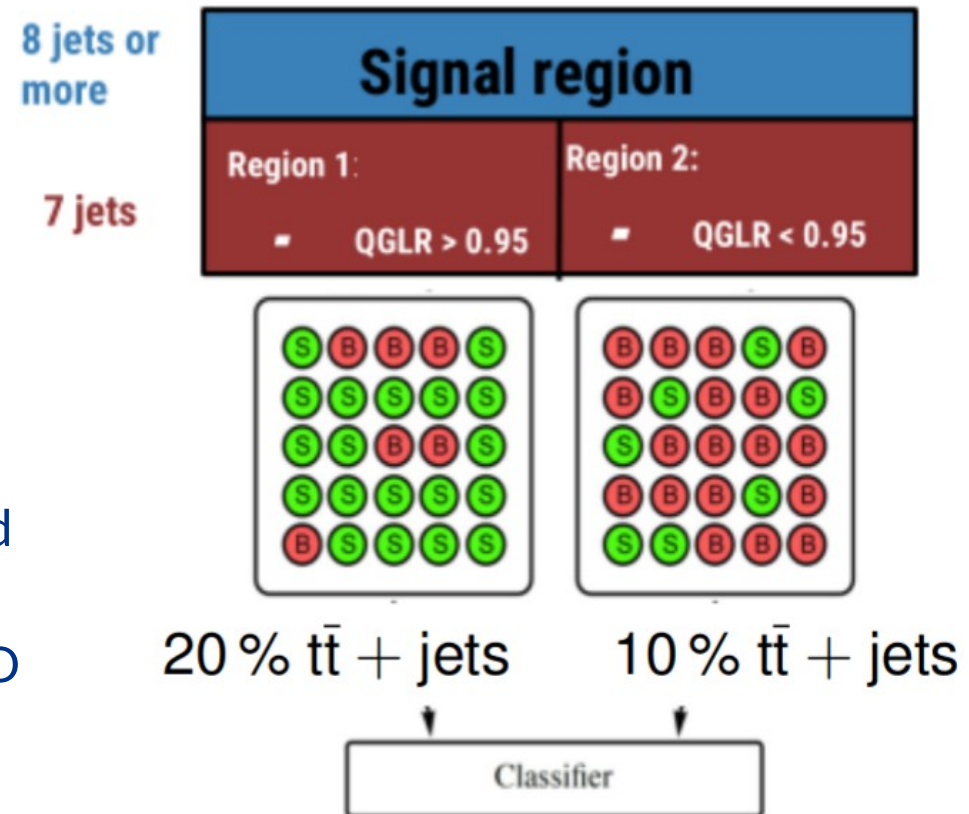 8 jets or
more
Signal region
7 jets
Region 1:
- QGLR > 0.95
Region 2:
- QGLR < 0.95
S B B B S
S S S S S
S S B B S
S S S S S
B S S S S
B B B S B
B S B B S
S B B B B
B B B S B
S S B B B
d
O
20 % tt̄ + jets
10 % tt̄ + jets
Classifier